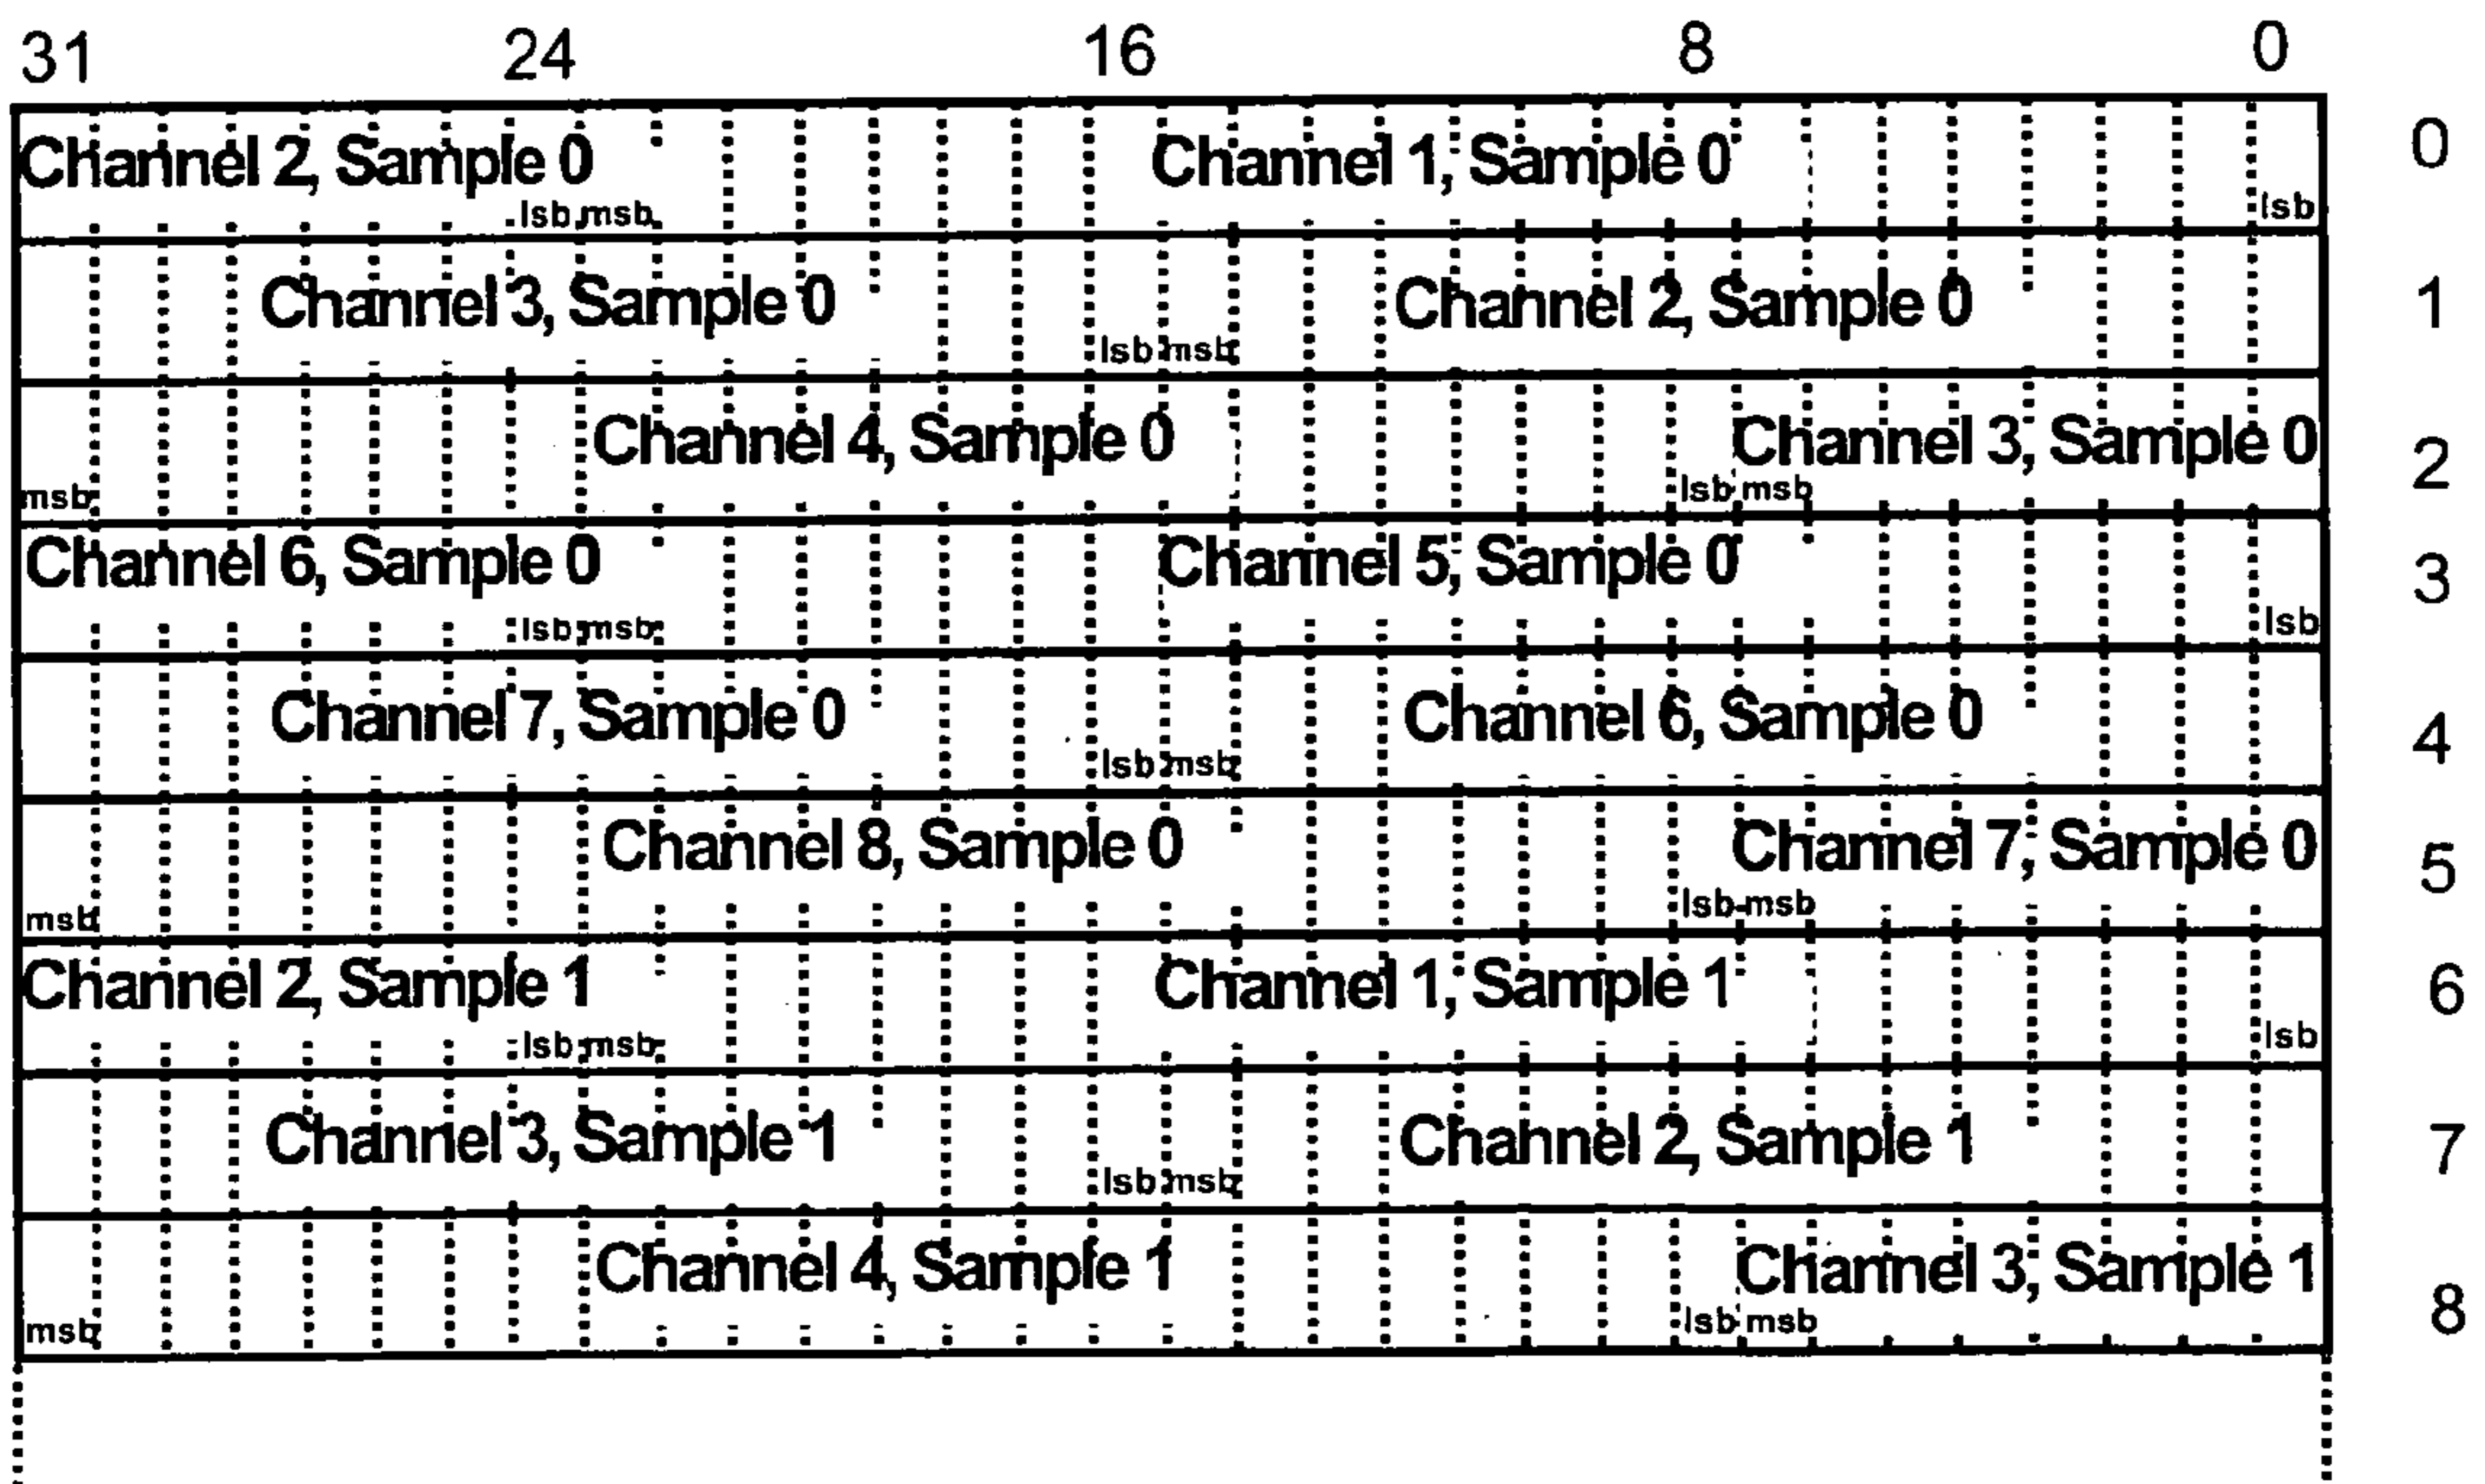 31 24 16 8 0
Channel 2, Sample 0 Channel 1, Sample 0 0
lsb msb lsb
Channel 3, Sample 0 Channel 2, Sample 0 1
lsb msb
Channel 4, Sample 0 Channel 3, Sample 0 2
msb lsb msb
Channel 6, Sample 0 Channel 5, Sample 0 3
lsb msb lsb
Channel 7, Sample 0 Channel 6, Sample 0 4
lsb msb
Channel 8, Sample 0 Channel 7, Sample 0 5
msb lsb msb
Channel 2, Sample 1 Channel 1, Sample 1 6
lsb msb lsb
Channel 3, Sample 1 Channel 2, Sample 1 7
lsb msb
Channel 4, Sample 1 Channel 3, Sample 1 8
msb lsb msb